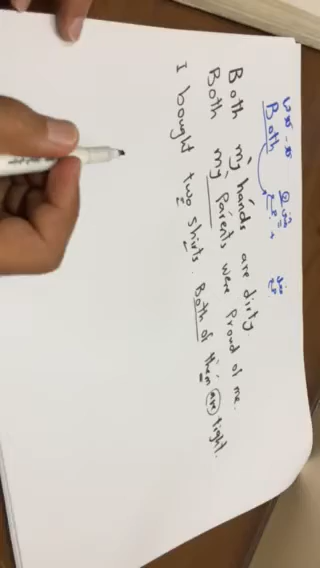 Both
Both my hands are dirty
Both my parents were proud of me.
I bought two shirts. Both of them are tight.